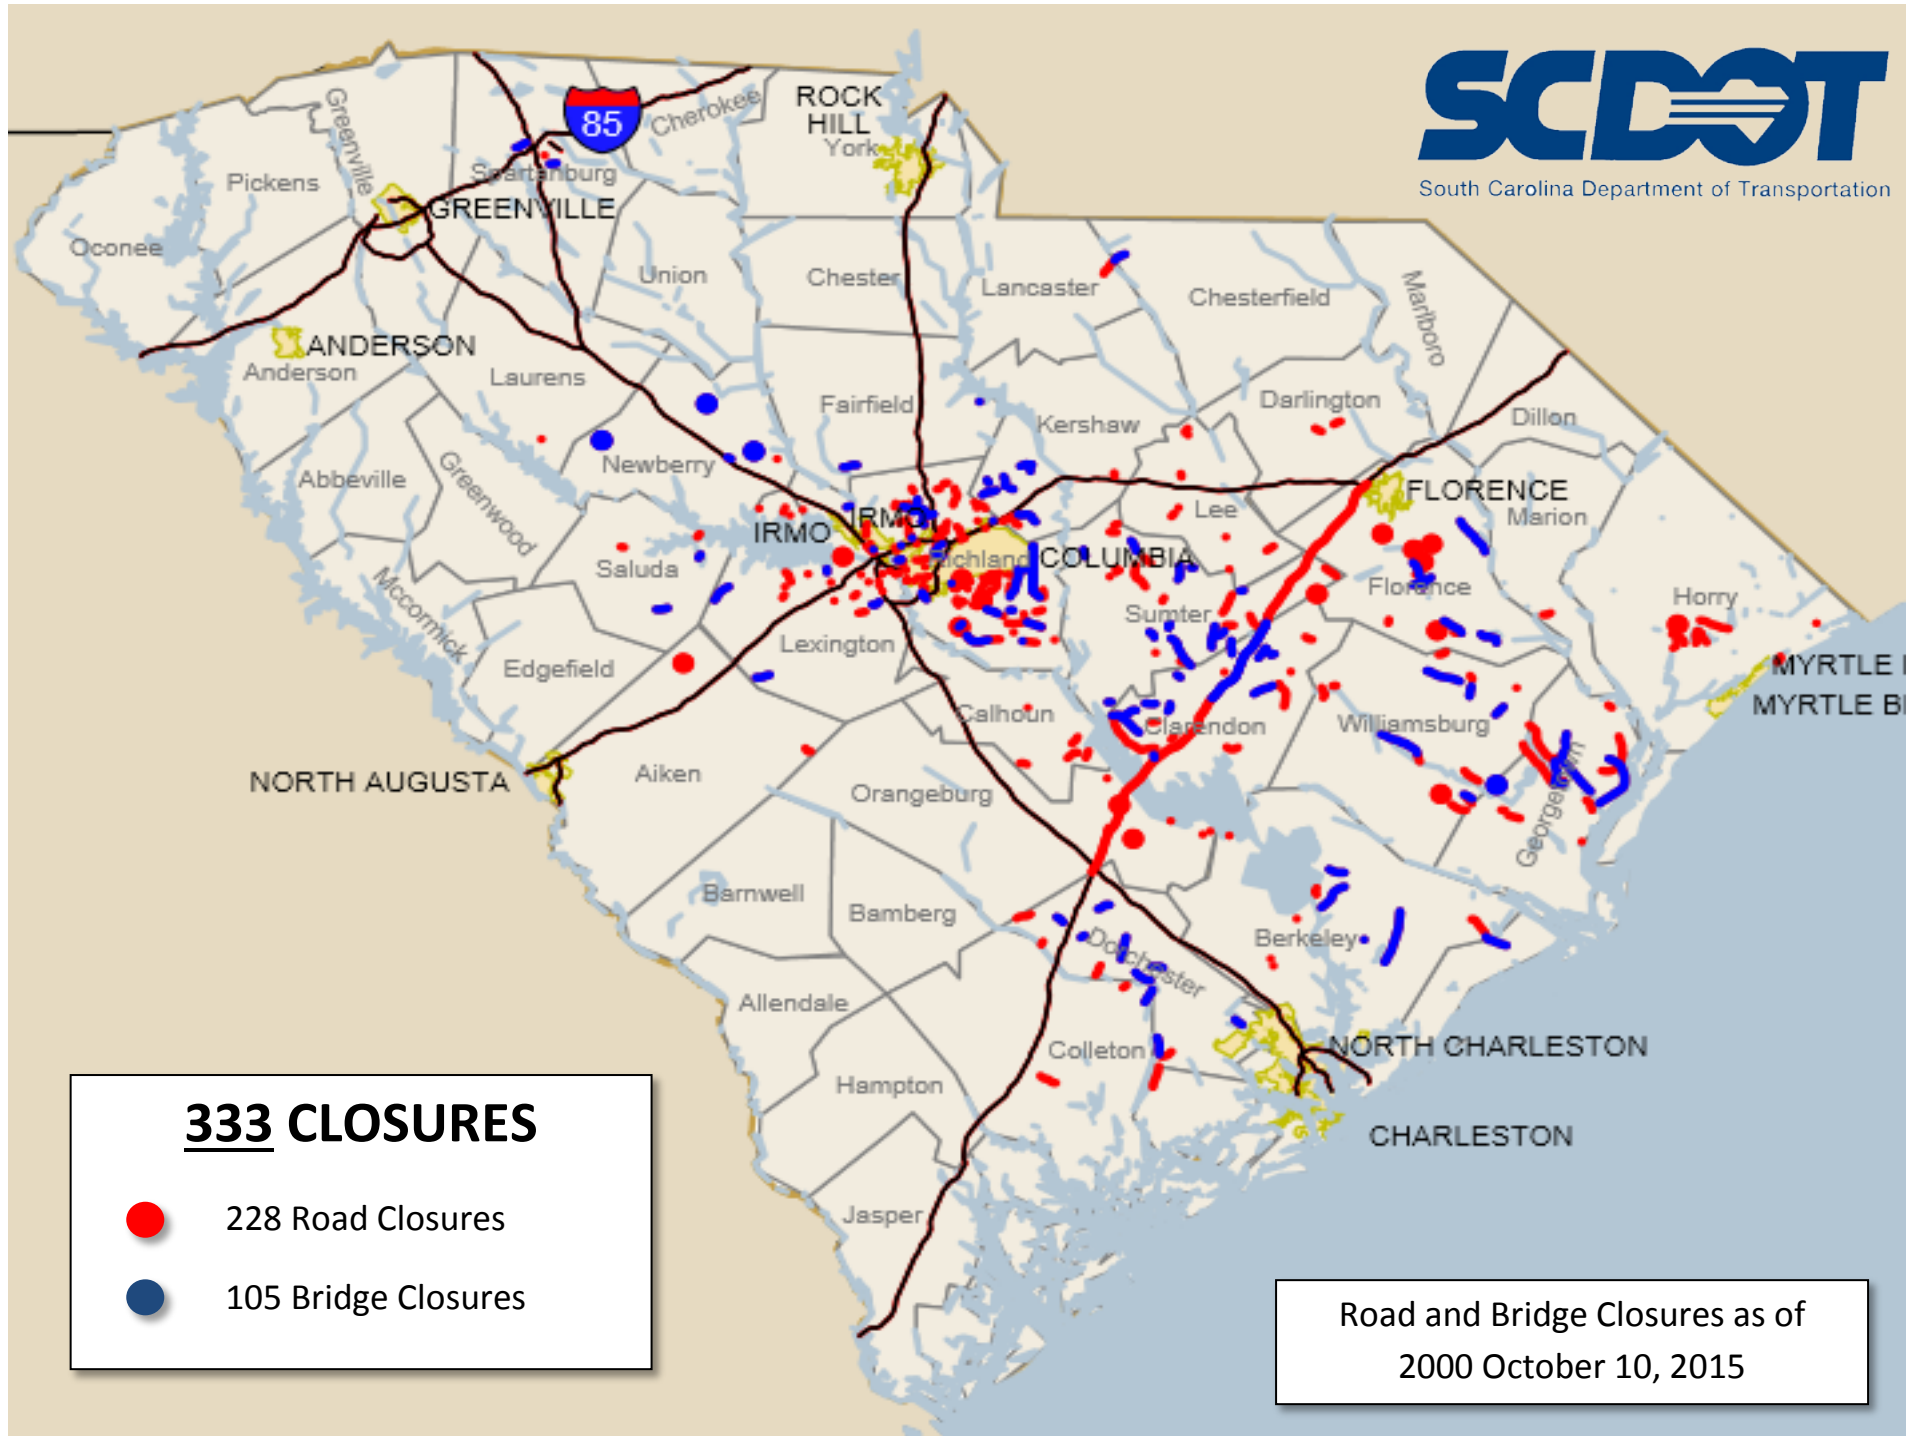 SCDOT
South Carolina Department of Transportation
85
Cherokee
ROCK
HILL
York
Greenville
Pickens
Spartanburg
GREENVILLE
Oconee
Union
Chester
Lancaster
Chesterfield
Marlboro
ANDERSON
Anderson
Laurens
Fairfield
Kershaw
Darlington
Dillon
Abbeville
Greenwood
Newberry
Lee
FLORENCE
Marion
IRMO
IRMO
Richland
COLUMBIA
Saluda
Florence
Mccormick
Sumter
Horry
Edgefield
Lexington
MYRTLE
MYRTLE
Calhoun
Clarendon
Williamsburg
NORTH AUGUSTA
Aiken
Orangeburg
Georgetown
Barnwell
Bamberg
Berkeley
Dorchester
Allendale
Colleton
NORTH CHARLESTON
Hampton
CHARLESTON
Jasper
333 CLOSURES
228 Road Closures
105 Bridge Closures
Road and Bridge Closures as of
2000 October 10, 2015